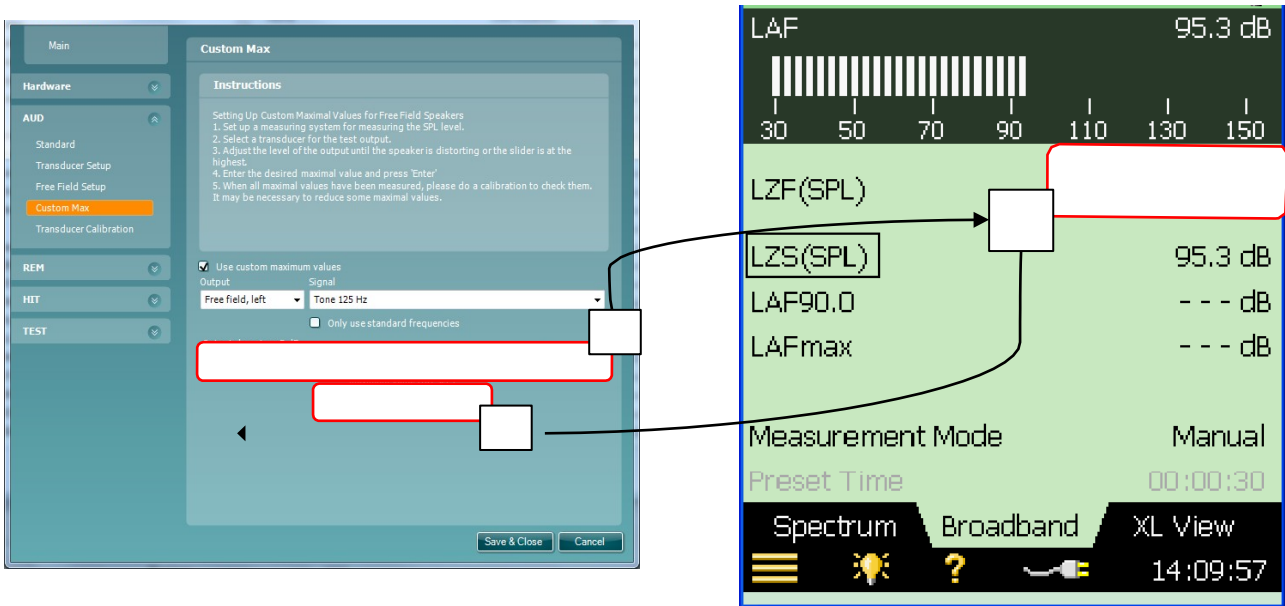 Main
Hardware
AUD
Standard
Transducer Setup
Free Field Setup
Custom Max
Transducer Calibration
REM
HIT
TEST
Custom Max
Instructions
Setting Up Custom Maximal Values for Free Field Speakers
1. Set up a measuring system for measuring the SPL level.
2. Select a transducer for the test output.
3. Adjust the level of the output until the speaker is distorting or the slider is at the
highest.
4. Enter the desired maximal value and press 'Enter'
5. When all maximal values have been measured, please do a calibration to check them.
It may be necessary to reduce some maximal values.
Use custom maximum values
Output Signal
Free field, left Tone 125 Hz
Only use standard frequencies
Save & Close Cancel
LAF 95.3 dB
30 50 70 90 110 130 150
LZF(SPL)
LZS(SPL) 95.3 dB
LAF90.0 - - - dB
LAFmax - - - dB
Measurement Mode Manual
Preset Time 00:00:30
Spectrum Broadband XL View
? 14:09:57